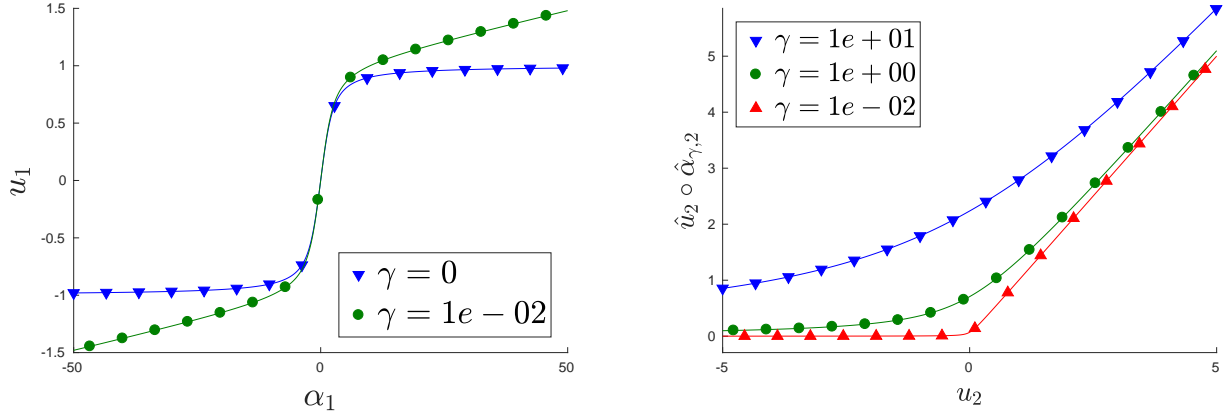 1.5
1
0.5
0
-0.5
-1
-1.5
u₁
-50
0
50
α₁
γ = 0
γ = 1e − 02
5
4
3
2
1
0
û₂ ∘ α̂γ,₂
-5
0
5
u₂
γ = 1e + 01
γ = 1e + 00
γ = 1e − 02